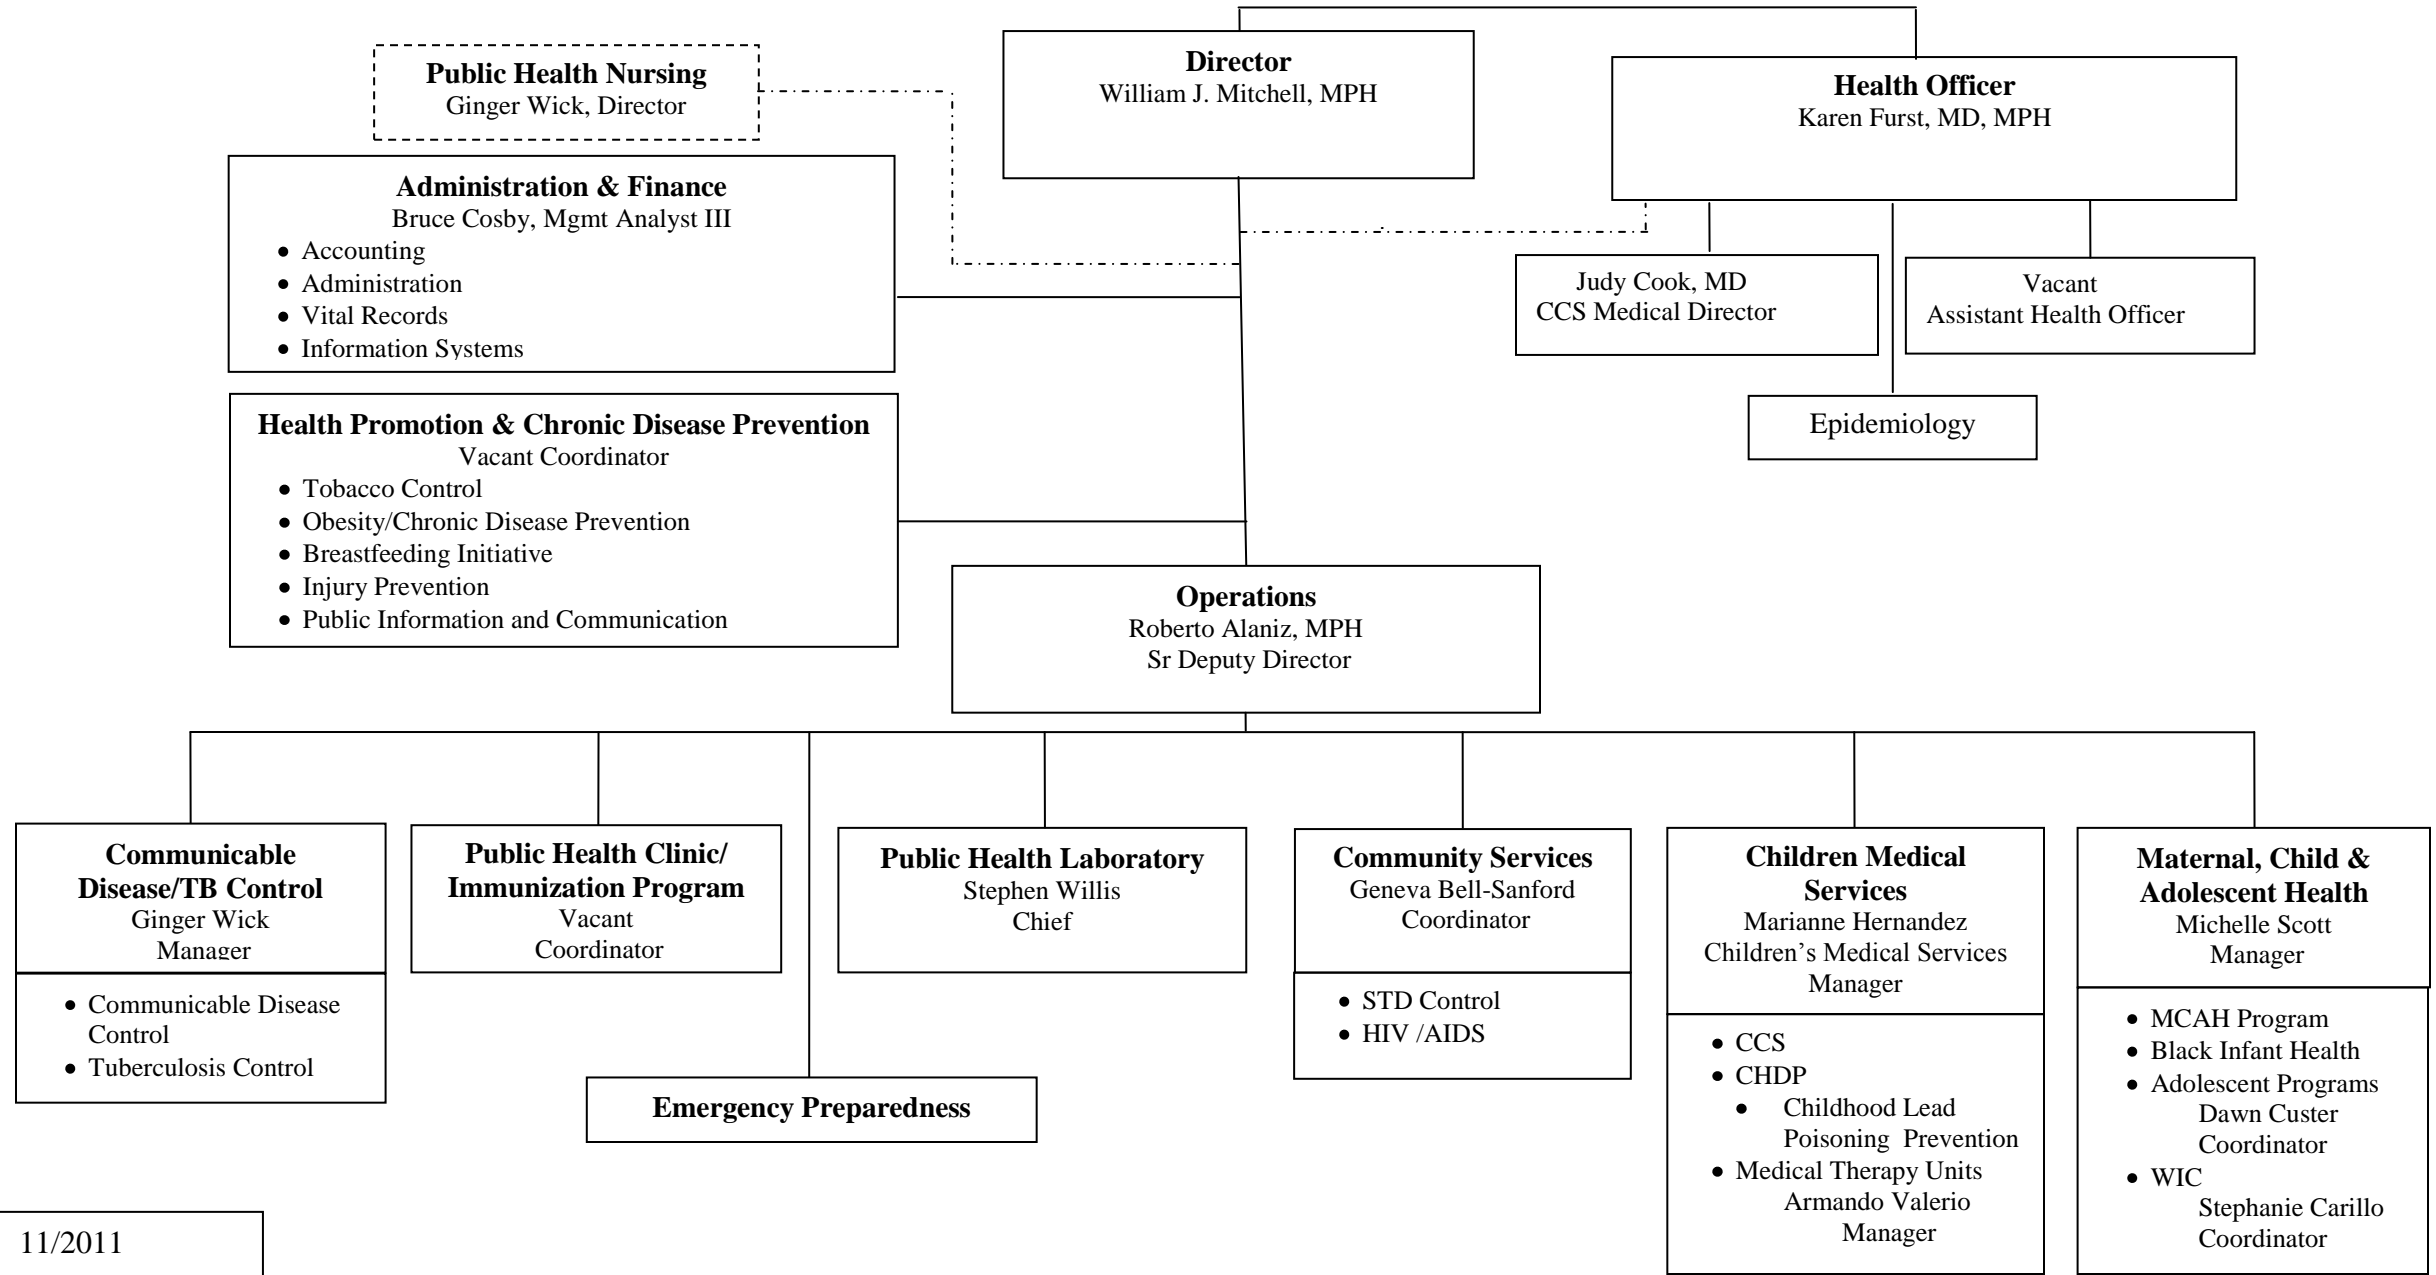 Public Health Nursing
Ginger Wick, Director
Director
William J. Mitchell, MPH
Health Officer
Karen Furst, MD, MPH
Administration & Finance
Bruce Cosby, Mgmt Analyst III
• Accounting
• Administration
• Vital Records
• Information Systems
Judy Cook, MD
CCS Medical Director
Vacant
Assistant Health Officer
Epidemiology
Health Promotion & Chronic Disease Prevention
Vacant Coordinator
• Tobacco Control
• Obesity/Chronic Disease Prevention
• Breastfeeding Initiative
• Injury Prevention
• Public Information and Communication
Operations
Roberto Alaniz, MPH
Sr Deputy Director
Communicable
Disease/TB Control
Ginger Wick
Manager
• Communicable Disease
Control
• Tuberculosis Control
Public Health Clinic/
Immunization Program
Vacant
Coordinator
Emergency Preparedness
Public Health Laboratory
Stephen Willis
Chief
Community Services
Geneva Bell-Sanford
Coordinator
• STD Control
• HIV /AIDS
Children Medical
Services
Marianne Hernandez
Children’s Medical Services
Manager
• CCS
• CHDP
• Childhood Lead
Poisoning Prevention
• Medical Therapy Units
Armando Valerio
Manager
Maternal, Child &
Adolescent Health
Michelle Scott
Manager
• MCAH Program
• Black Infant Health
• Adolescent Programs
Dawn Custer
Coordinator
• WIC
Stephanie Carillo
Coordinator
11/2011